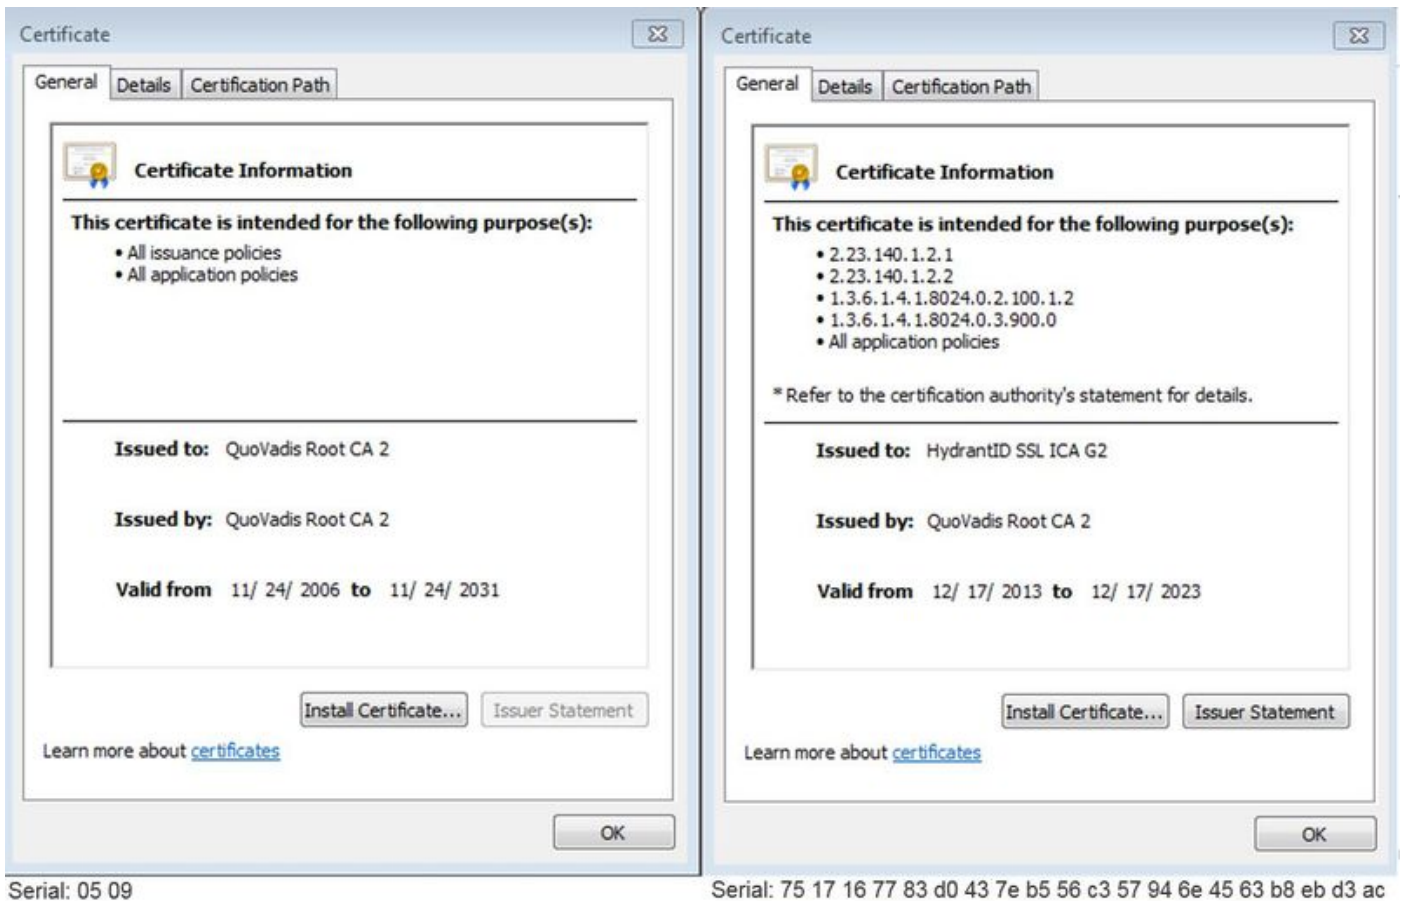 Certificate
General
Details
Certification Path
Certificate Information
This certificate is intended for the following purpose(s):
• All issuance policies
• All application policies
Issued to: QuoVadis Root CA 2
Issued by: QuoVadis Root CA 2
Valid from 11/ 24/ 2006 to 11/ 24/ 2031
Install Certificate...
Issuer Statement
Learn more about certificates
OK
Serial: 05 09
Certificate
General
Details
Certification Path
Certificate Information
This certificate is intended for the following purpose(s):
• 2.23.140.1.2.1
• 2.23.140.1.2.2
• 1.3.6.1.4.1.8024.0.2.100.1.2
• 1.3.6.1.4.1.8024.0.3.900.0
• All application policies
* Refer to the certification authority's statement for details.
Issued to: HydrantID SSL ICA G2
Issued by: QuoVadis Root CA 2
Valid from 12/ 17/ 2013 to 12/ 17/ 2023
Install Certificate...
Issuer Statement
Learn more about certificates
OK
Serial: 75 17 16 77 83 d0 43 7e b5 56 c3 57 94 6e 45 63 b8 eb d3 ac